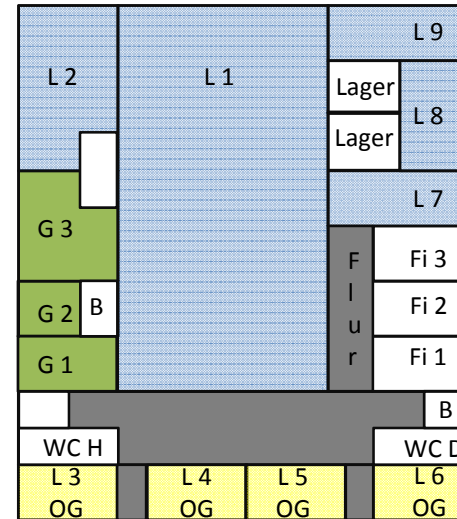 L 9
L 2
L 1
Lager
L 8
Lager
L 7
G 3
Flur
Fi 3
G 2
B
Fi 2
G 1
Fi 1
B
WC H
WC D
L 3
OG
L 4
OG
L 5
OG
L 6
OG